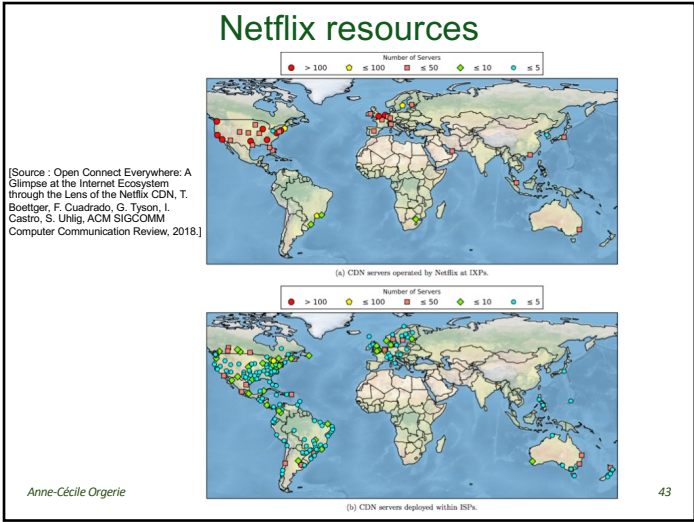 Netflix resources
[Source : Open Connect Everywhere: A
Glimpse at the Internet Ecosystem
through the Lens of the Netflix CDN, T.
Boettger, F. Cuadrado, G. Tyson, I.
Castro, S. Uhlig, ACM SIGCOMM
Computer Communication Review, 2018.]
Number of Servers
> 100 ≤ 100 ≤ 50 ≤ 10 ≤ 5
(a) CDN servers operated by Netflix at IXPs.
Number of Servers
> 100 ≤ 100 ≤ 50 ≤ 10 ≤ 5
(b) CDN servers deployed within ISPs.
Anne-Cécile Orgerie
43